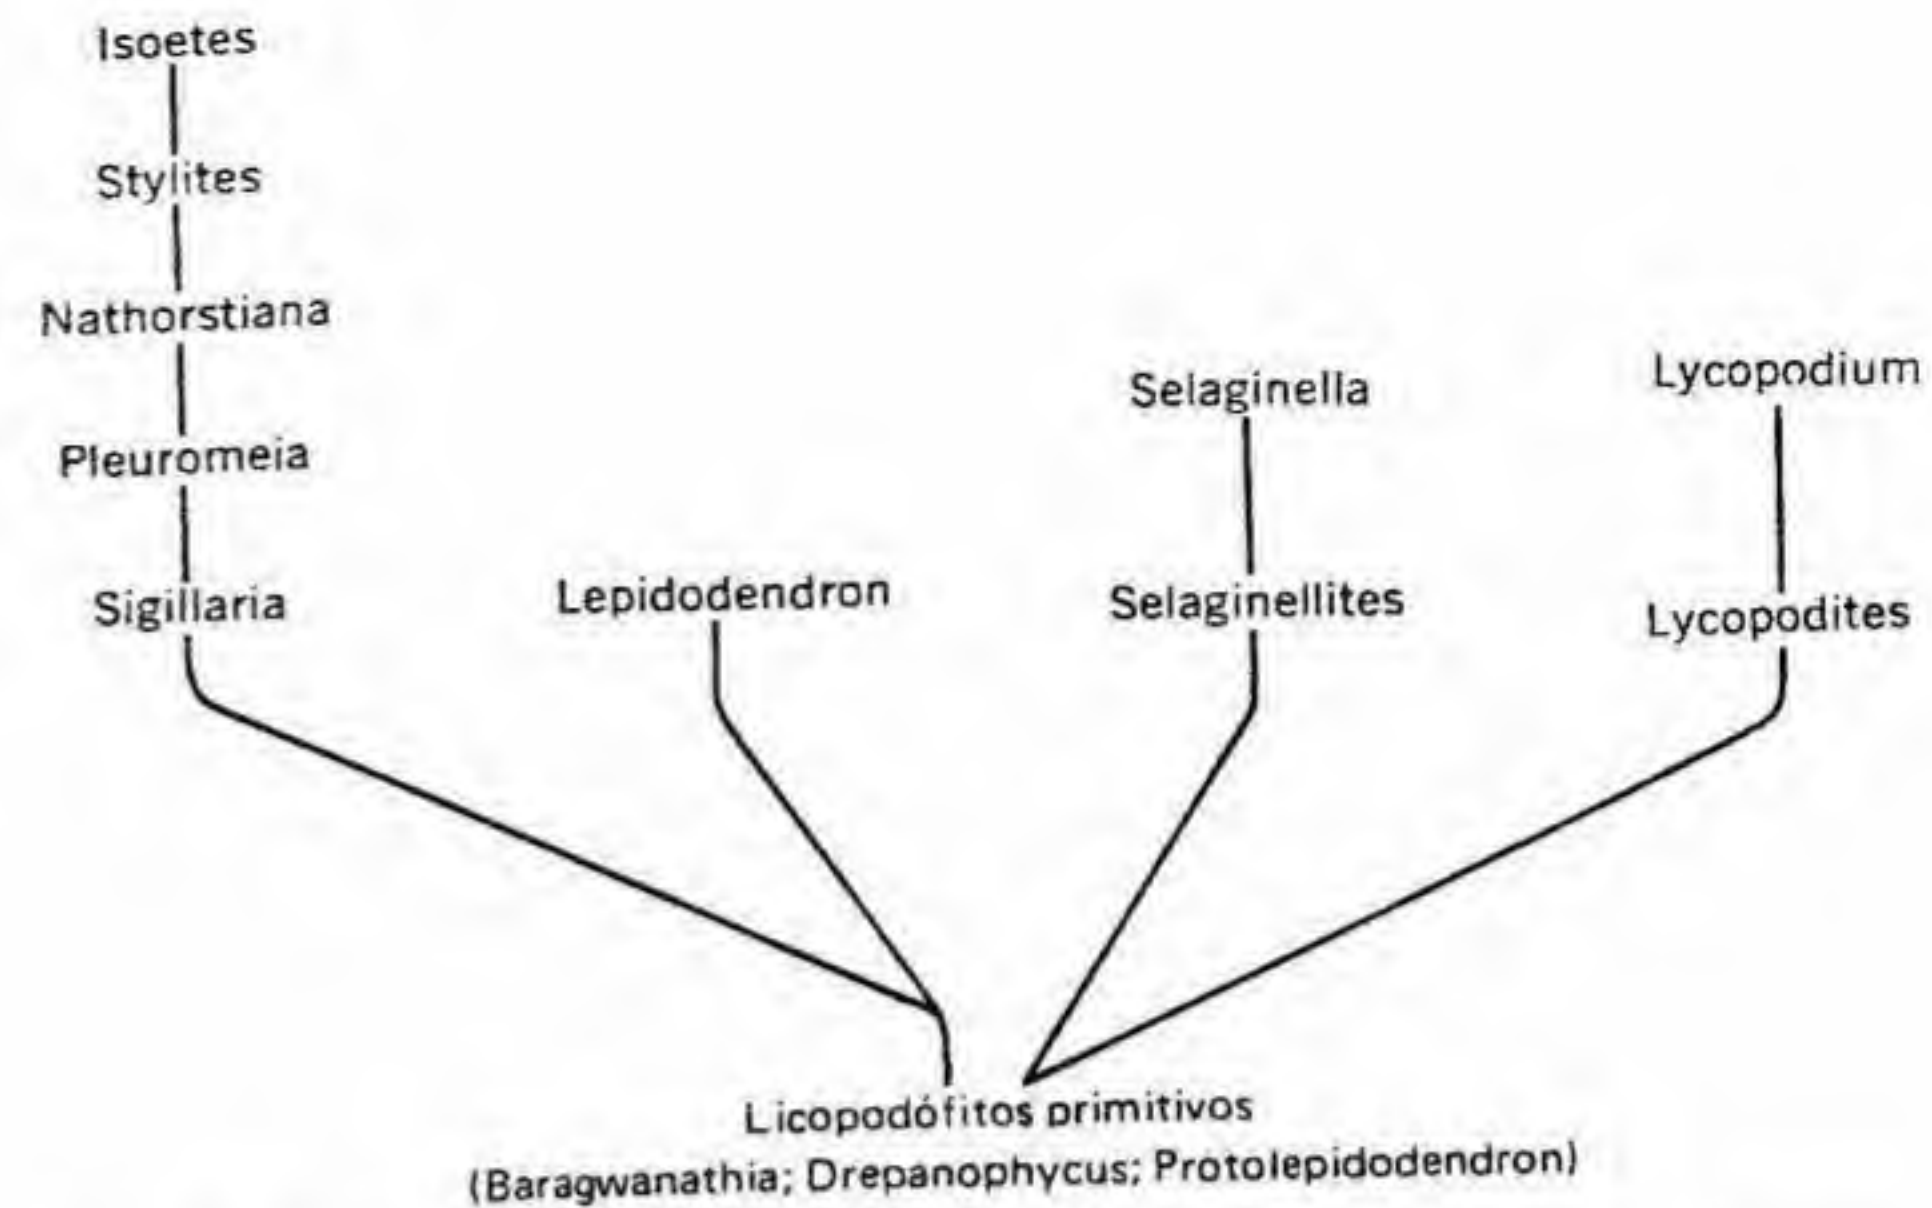 Isoetes
Stylites
Nathorstiana
Lycopodium
Selaginella
Pleuromeia
Lepidodendron
Sigillaria
Selaginellites
Lycopodites
Licopodófitos primitivos
(Baragwanathia; Drepanophycus; Protolepidodendron)